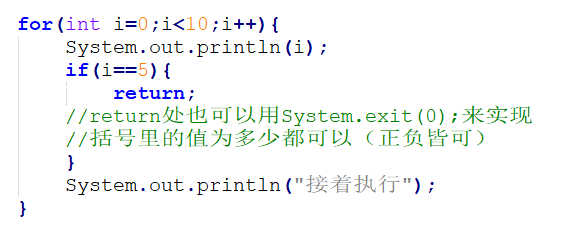 for(int i=0;i<10;i++){
System.out.println(i);
if(i==5){
return;
//return处也可以用System.exit(0);来实现
//括号里的值为多少都可以（正负皆可）
}
System.out.println("接着执行");
}